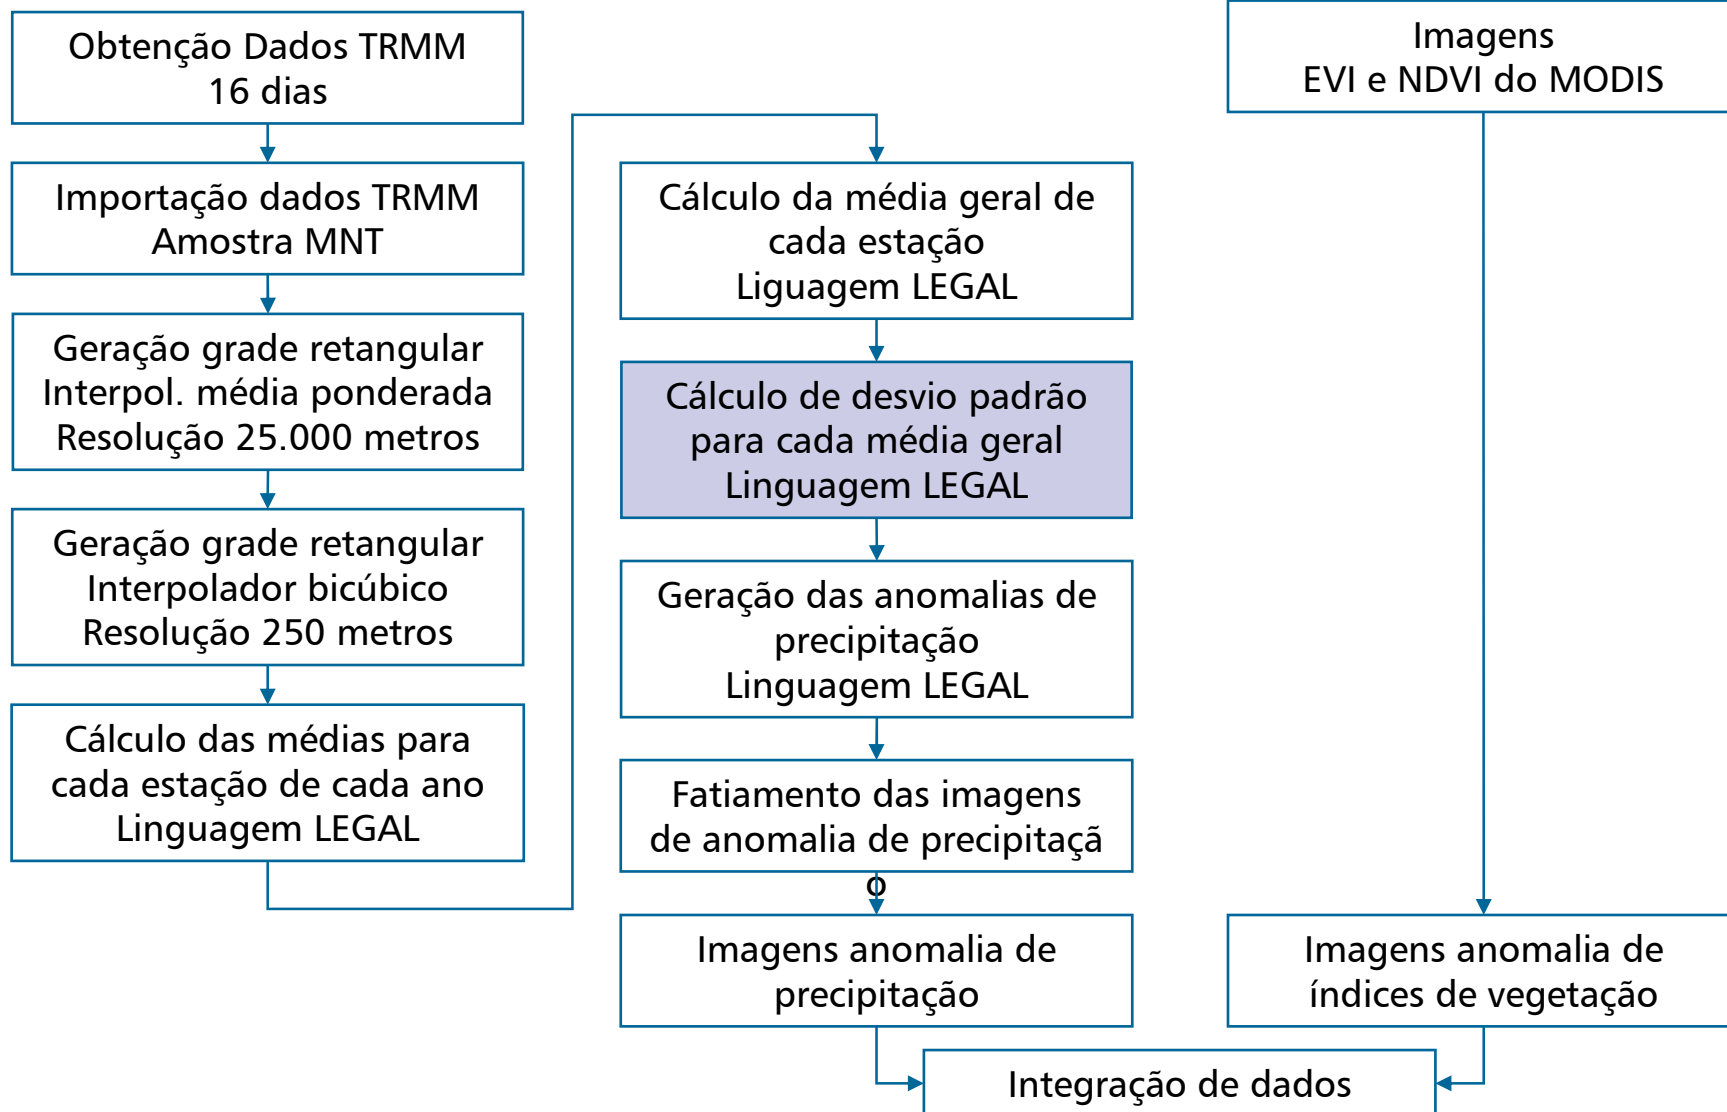 Obtenção Dados TRMM
16 dias
Importação dados TRMM
Amostra MNT
Geração grade retangular
Interpol. média ponderada
Resolução 25.000 metros
Geração grade retangular
Interpolador bicúbico
Resolução 250 metros
Cálculo das médias para
cada estação de cada ano
Linguagem LEGAL
Cálculo da média geral de
cada estação
Liguagem LEGAL
Cálculo de desvio padrão
para cada média geral
Linguagem LEGAL
Geração das anomalias de
precipitação
Linguagem LEGAL
Fatiamento das imagens
de anomalia de precipitaçã
o
Imagens anomalia de
precipitação
Imagens
EVI e NDVI do MODIS
Imagens anomalia de
índices de vegetação
Integração de dados